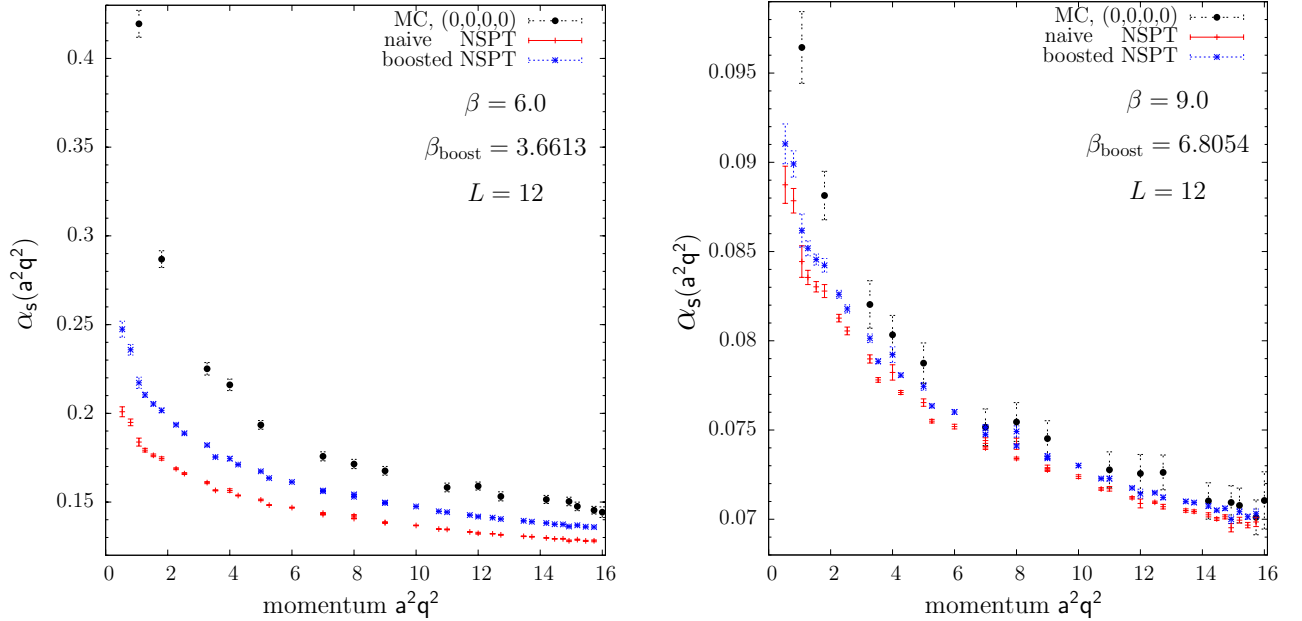 MC, (0,0,0,0)
naive NSPT
boosted NSPT
β = 6.0
β_boost = 3.6613
L = 12
0.4
0.35
0.3
0.25
0.2
0.15
α_s(a²q²)
0 2 4 6 8 10 12 14 16
momentum a²q²
MC, (0,0,0,0)
naive NSPT
boosted NSPT
β = 9.0
β_boost = 6.8054
L = 12
0.095
0.09
0.085
0.08
0.075
0.07
α_s(a²q²)
0 2 4 6 8 10 12 14 16
momentum a²q²